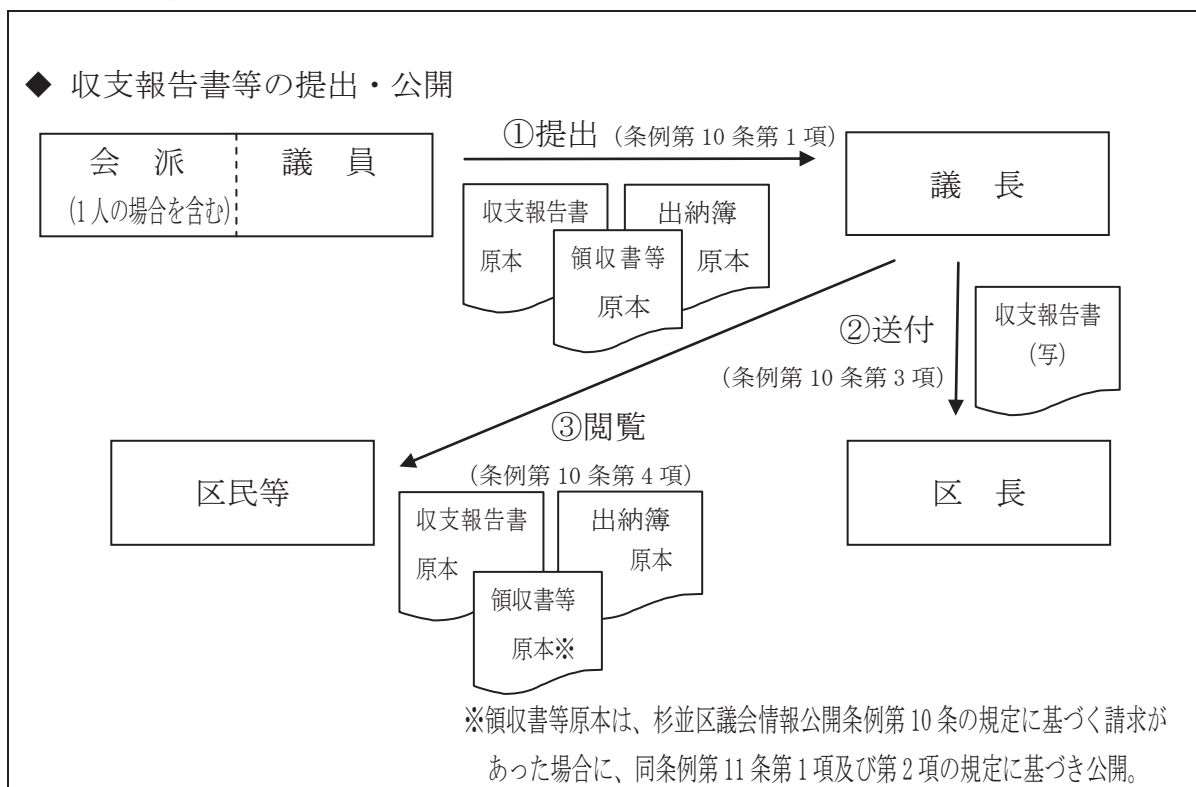 ◆ 収支報告書等の提出・公開
会 派
(1人の場合を含む)
議 員
①提出 (条例第10条第1項)
議 長
収支報告書
原本
領収書等
原本
出納簿
原本
②送付
(条例第10条第3項)
収支報告書
(写)
③閲覧
(条例第10条第4項)
区民等
区 長
収支報告書
原本
領収書等
原本※
出納簿
原本
※領収書等原本は、杉並区議会情報公開条例第10条の規定に基づく請求が
あった場合に、同条例第11条第1項及び第2項の規定に基づき公開。